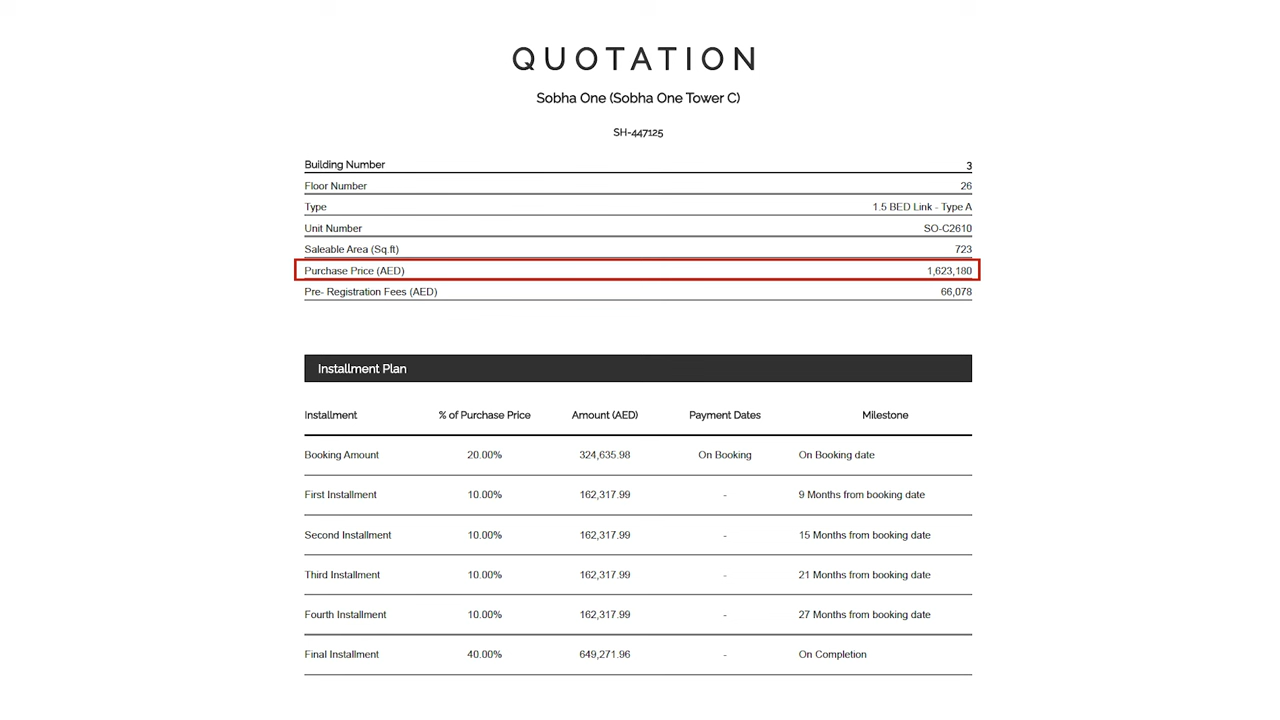 QUOTATION
Sobha One (Sobha One Tower C)
SH-447125
Building Number 3
Floor Number 26
Type 1.5 BED Link - Type A
Unit Number SO-C2610
Saleable Area (Sq.ft) 723
Purchase Price (AED) 1,623,180
Pre- Registration Fees (AED) 66,078
Installment Plan
Installment % of Purchase Price Amount (AED) Payment Dates Milestone
Booking Amount 20.00% 324,635.98 On Booking On Booking date
First Installment 10.00% 162,317.99 - 9 Months from booking date
Second Installment 10.00% 162,317.99 - 15 Months from booking date
Third Installment 10.00% 162,317.99 - 21 Months from booking date
Fourth Installment 10.00% 162,317.99 - 27 Months from booking date
Final Installment 40.00% 649,271.96 - On Completion